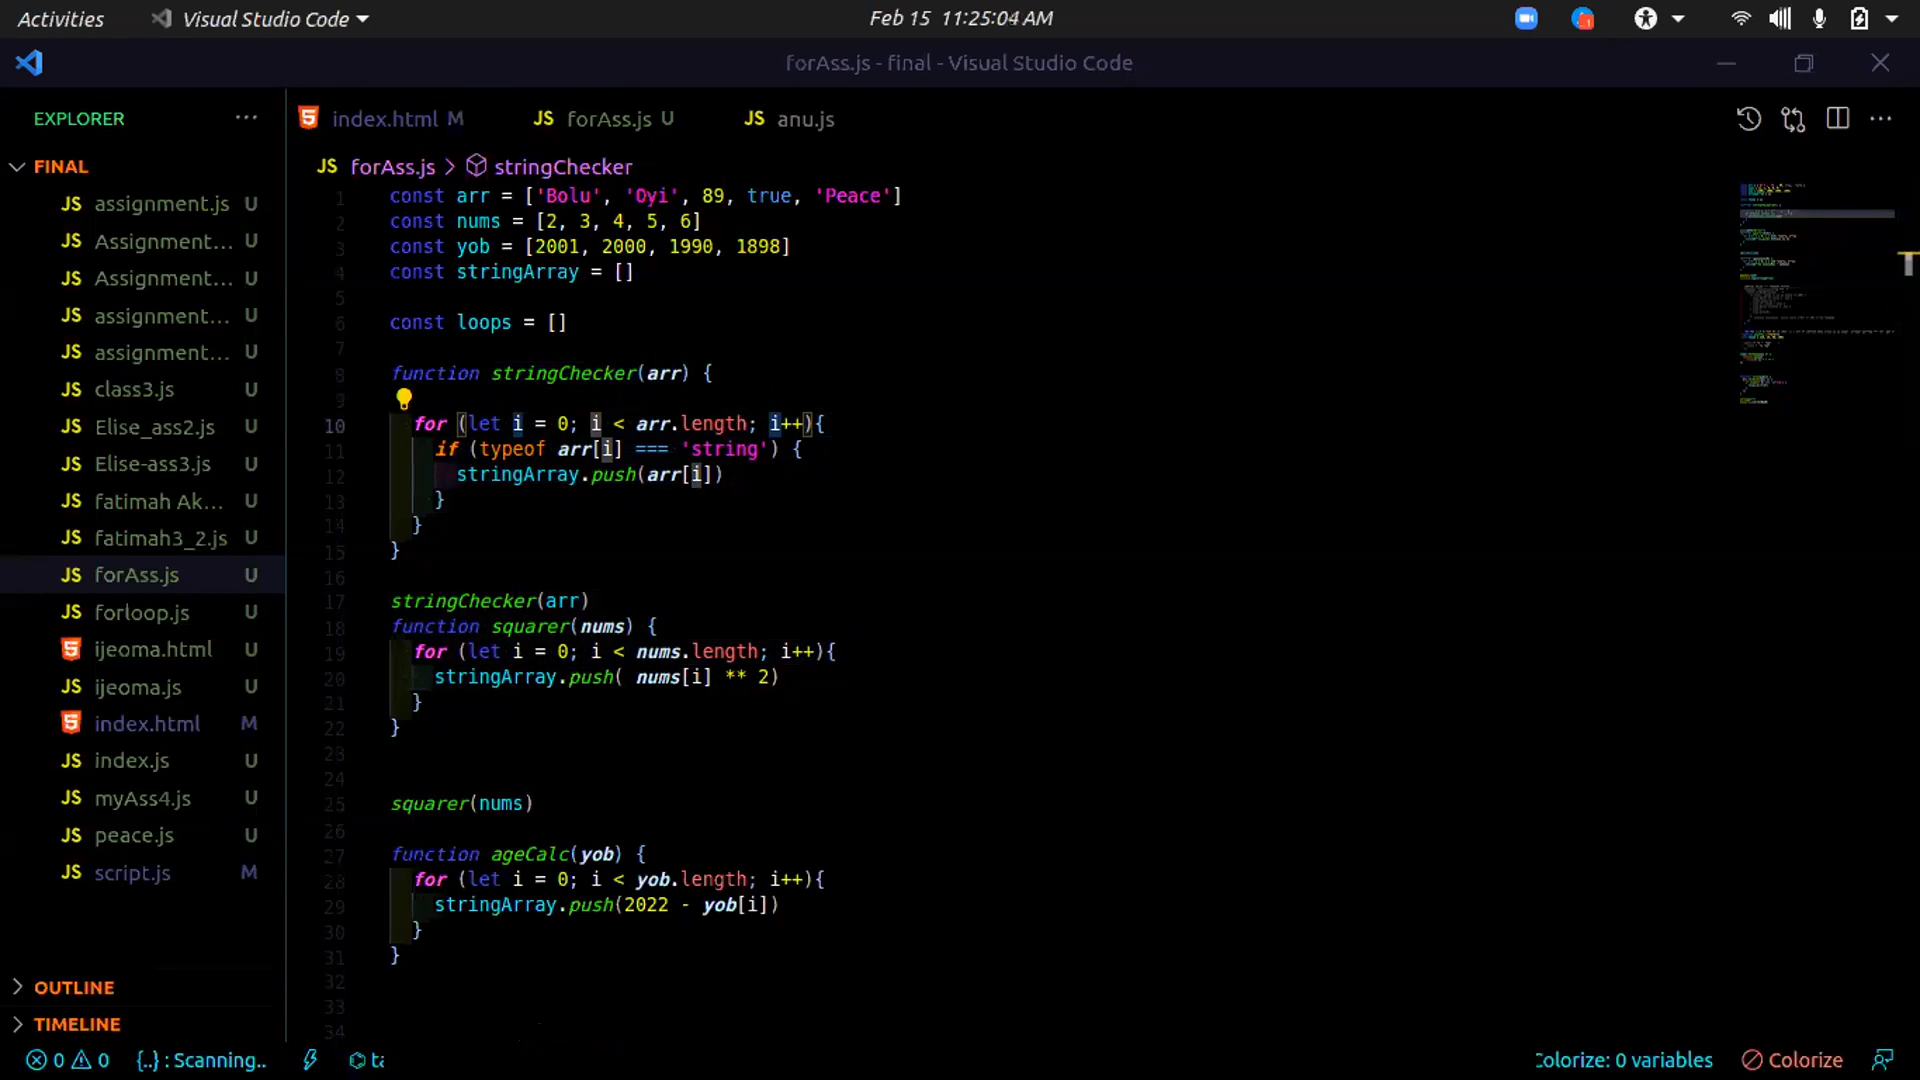 Activities Visual Studio Code Feb 15 11:25:04 AM
forAss.js - final - Visual Studio Code
EXPLORER ···
index.html M forAss.js U anu.js
FINAL
forAss.js > stringChecker
JS assignment.js U
JS Assignment... U
JS Assignment... U
JS assignment... U
JS assignment... U
JS class3.js U
JS Elise_ass2.js U
JS Elise-ass3.js U
JS fatimah Ak... U
JS fatimah3_2.js U
JS forAss.js U
JS forloop.js U
ijeoma.html U
JS ijeoma.js U
index.html M
JS index.js U
JS myAss4.js U
JS peace.js U
JS script.js M
OUTLINE
TIMELINE
1 const arr = ['Bolu', 'Oyi', 89, true, 'Peace']
2 const nums = [2, 3, 4, 5, 6]
3 const yob = [2001, 2000, 1990, 1898]
4 const stringArray = []
5
6 const loops = []
7
8 function stringChecker(arr) {
9
10 for (let i = 0; i < arr.length; i++){
11 if (typeof arr[i] === 'string') {
12 stringArray.push(arr[i])
13 }
14 }
15 }
16
17 stringChecker(arr)
18 function squarer(nums) {
19 for (let i = 0; i < nums.length; i++){
20 stringArray.push( nums[i] ** 2)
21 }
22 }
23
24
25 squarer(nums)
26
27 function ageCalc(yob) {
28 for (let i = 0; i < yob.length; i++){
29 stringArray.push(2022 - yob[i])
30 }
31 }
32
33
34
0 0 {..} : Scanning.. ta Colorize: 0 variables Colorize